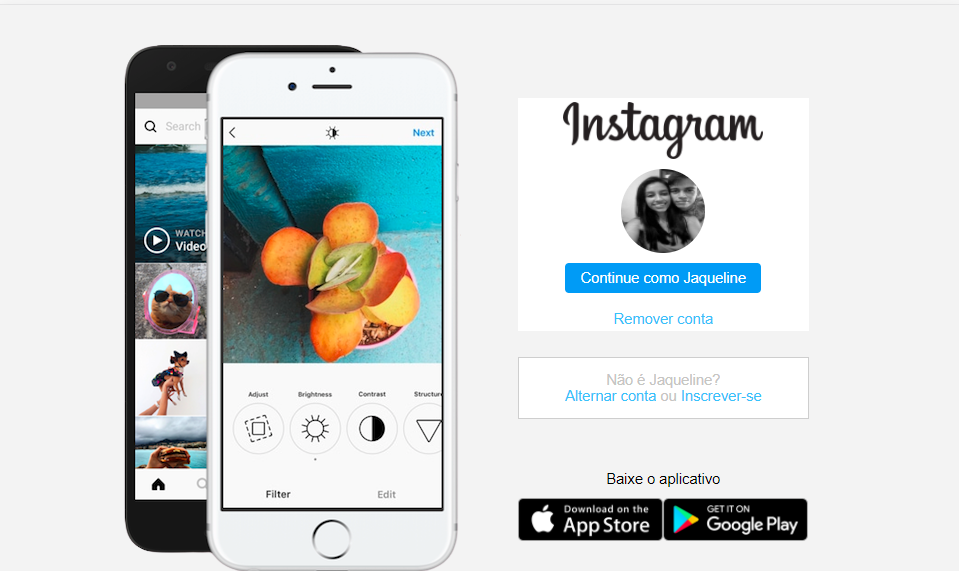 Search
WATCH
Video
Next
Adjust
Brightness
Contrast
Structure
Filter
Edit
Instagram
Continue como Jaqueline
Remover conta
Não é Jaqueline?
Alternar conta ou Inscrever-se
Baixe o aplicativo
Download on the
App Store
GET IT ON
Google Play